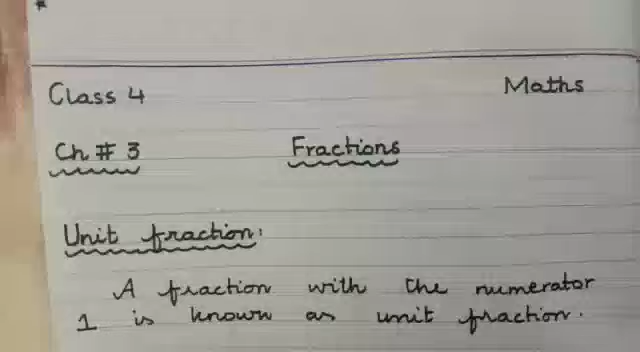 Class 4 Maths
Ch # 3 Fractions
Unit fraction:
A fraction with the numerator
1 is known as unit fraction.